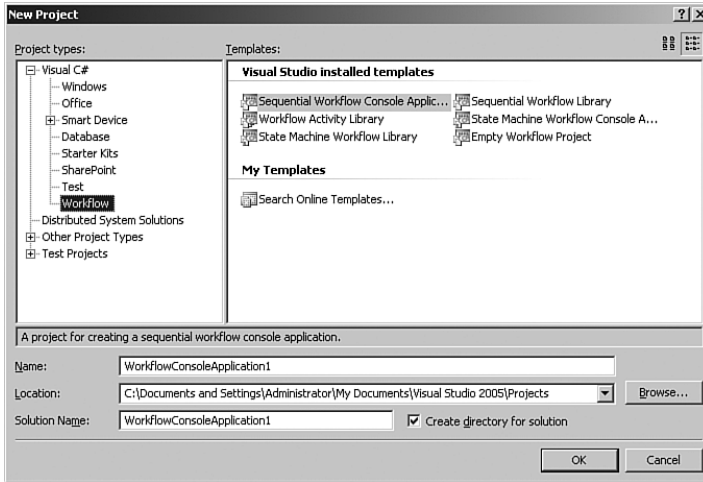 New Project
Project types:
Templates:
Visual C#
Windows
Office
Smart Device
Database
Starter Kits
SharePoint
Test
Workflow
Distributed System Solutions
Other Project Types
Test Projects
Visual Studio installed templates
Sequential Workflow Console Applic... Sequential Workflow Library
Workflow Activity Library State Machine Workflow Console A...
State Machine Workflow Library Empty Workflow Project
My Templates
Search Online Templates...
A project for creating a sequential workflow console application.
Name: WorkflowConsoleApplication1
Location: C:\Documents and Settings\Administrator\My Documents\Visual Studio 2005\Projects Browse...
Solution Name: WorkflowConsoleApplication1 Create directory for solution
OK Cancel